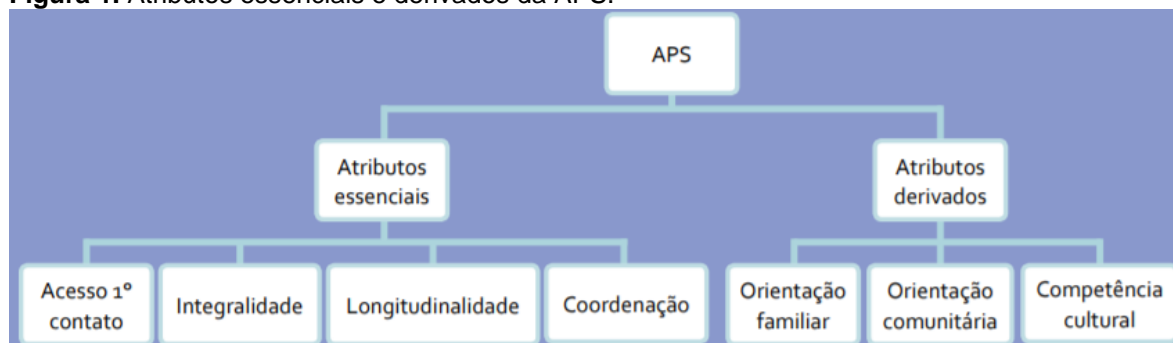 Figura 1. Atributos essenciais e derivados da APS.
APS
Atributos
essenciais
Atributos
derivados
Acesso 1º
contato
Integralidade
Longitudinalidade
Coordenação
Orientação
familiar
Orientação
comunitária
Competência
cultural